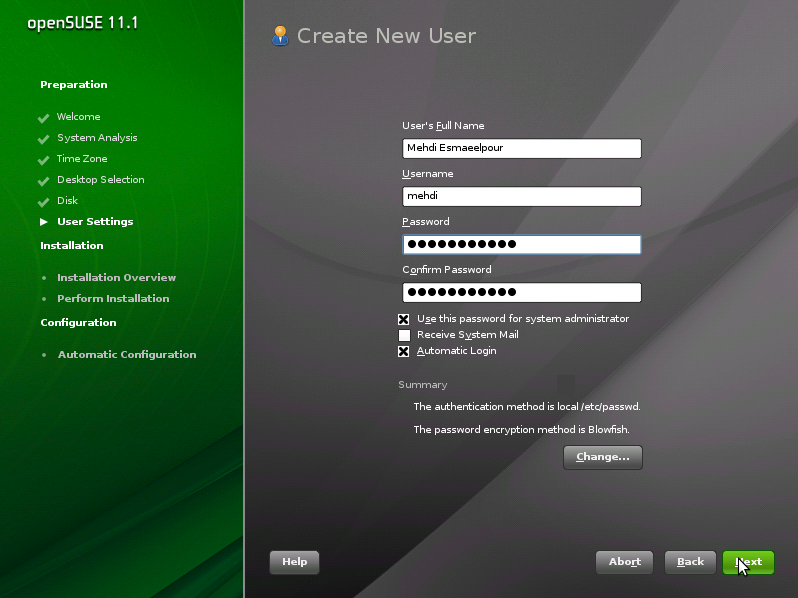 openSUSE 11.1
Preparation
Welcome
System Analysis
Time Zone
Desktop Selection
Disk
User Settings
Installation
Installation Overview
Perform Installation
Configuration
Automatic Configuration
Create New User
User's Full Name
Mehdi Esmaeelpour
Username
mehdi
Password
●●●●●●●●●●●
Confirm Password
●●●●●●●●●●●
Use this password for system administrator
Receive System Mail
Automatic Login
Summary
The authentication method is local /etc/passwd.
The password encryption method is Blowfish.
Change...
Help
Abort
Back
Next